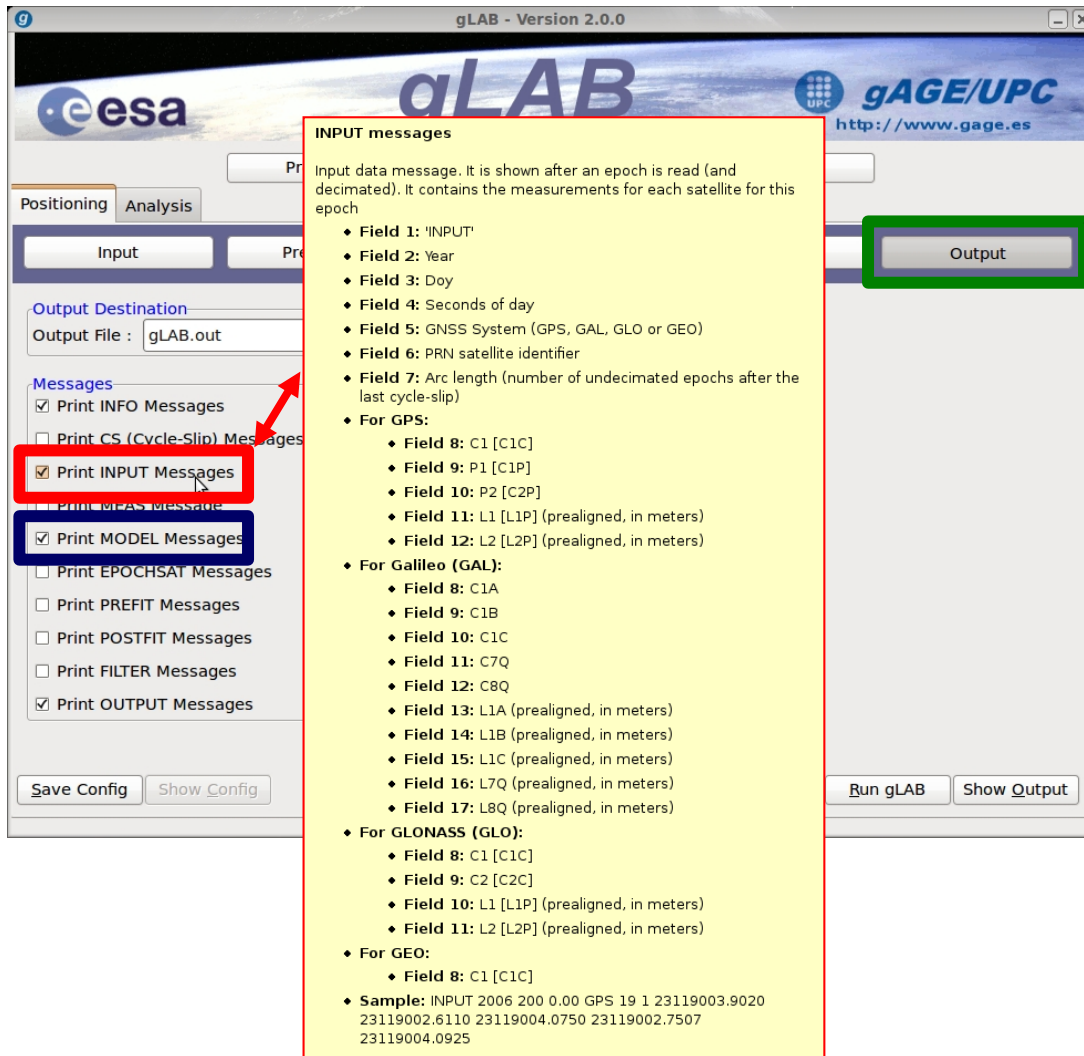 gLAB - Version 2.0.0
esa
gLAB
UPC
gAGE/UPC
http://www.gage.es
Positioning
Analysis
Input
Output
Output Destination
Output File :
gLAB.out
Messages
Print INFO Messages
Print CS (Cycle-Slip) Messages
Print INPUT Messages
Print MEAS Message
Print MODEL Messages
Print EPOCHSAT Messages
Print PREFIT Messages
Print POSTFIT Messages
Print FILTER Messages
Print OUTPUT Messages
Save Config
Show Config
Run gLAB
Show Output
INPUT messages
Input data message. It is shown after an epoch is read (and
decimated). It contains the measurements for each satellite for this
epoch
Field 1: 'INPUT'
Field 2: Year
Field 3: Doy
Field 4: Seconds of day
Field 5: GNSS System (GPS, GAL, GLO or GEO)
Field 6: PRN satellite identifier
Field 7: Arc length (number of undecimated epochs after the
last cycle-slip)
For GPS:
Field 8: C1 [C1C]
Field 9: P1 [C1P]
Field 10: P2 [C2P]
Field 11: L1 [L1P] (prealigned, in meters)
Field 12: L2 [L2P] (prealigned, in meters)
For Galileo (GAL):
Field 8: C1A
Field 9: C1B
Field 10: C1C
Field 11: C7Q
Field 12: C8Q
Field 13: L1A (prealigned, in meters)
Field 14: L1B (prealigned, in meters)
Field 15: L1C (prealigned, in meters)
Field 16: L7Q (prealigned, in meters)
Field 17: L8Q (prealigned, in meters)
For GLONASS (GLO):
Field 8: C1 [C1C]
Field 9: C2 [C2C]
Field 10: L1 [L1P] (prealigned, in meters)
Field 11: L2 [L2P] (prealigned, in meters)
For GEO:
Field 8: C1 [C1C]
Sample: INPUT 2006 200 0.00 GPS 19 1 23119003.9020
23119002.6110 23119004.0750 23119002.7507
23119004.0925